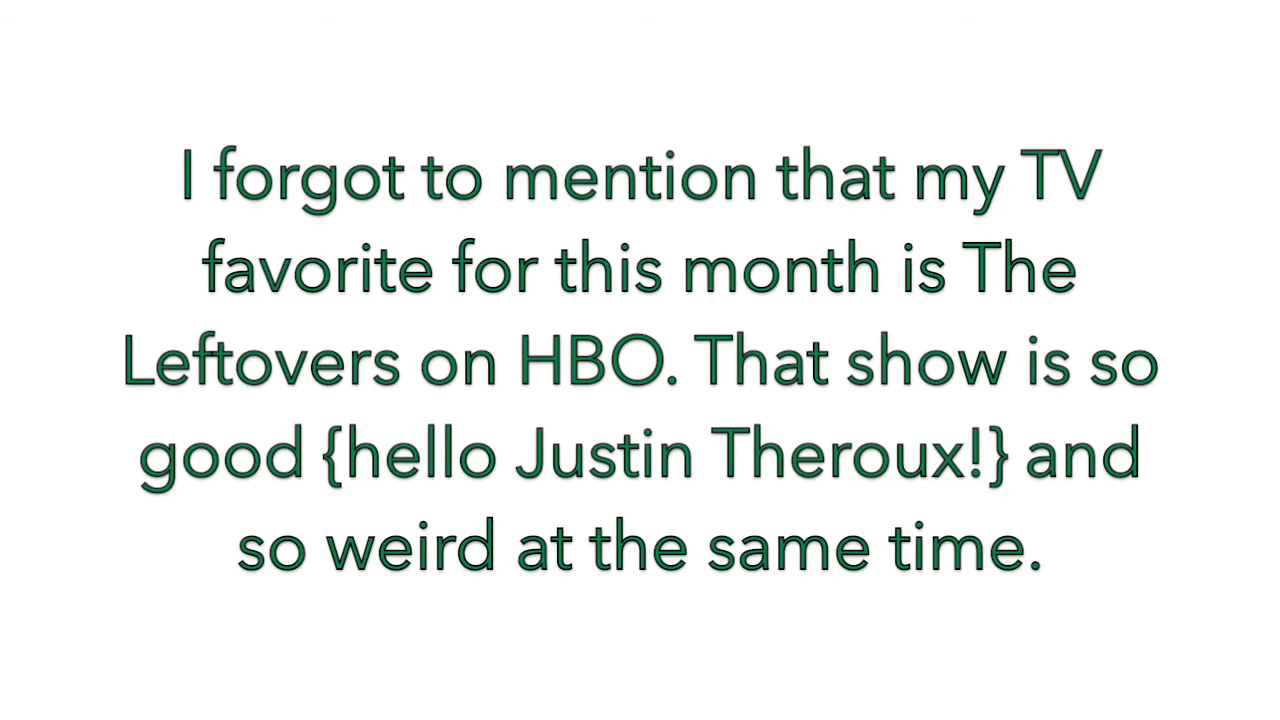 I forgot to mention that my TV
favorite for this month is The
Leftovers on HBO. That show is so
good {hello Justin Theroux!} and
so weird at the same time.